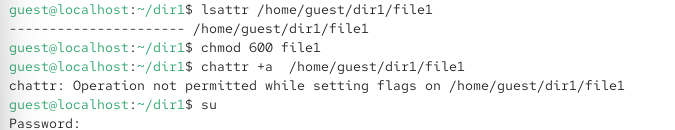 guest@localhost:~/dir1$ lsattr /home/guest/dir1/file1
---------------------- /home/guest/dir1/file1
guest@localhost:~/dir1$ chmod 600 file1
guest@localhost:~/dir1$ chattr +a  /home/guest/dir1/file1
chattr: Operation not permitted while setting flags on /home/guest/dir1/file1
guest@localhost:~/dir1$ su
Password: